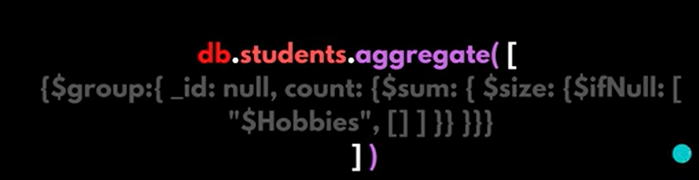 db.students.aggregate( [
{$group:{ _id: null, count: {$sum: { $size: {$ifNull: [
"$Hobbies", [] ] }} }}}
] )